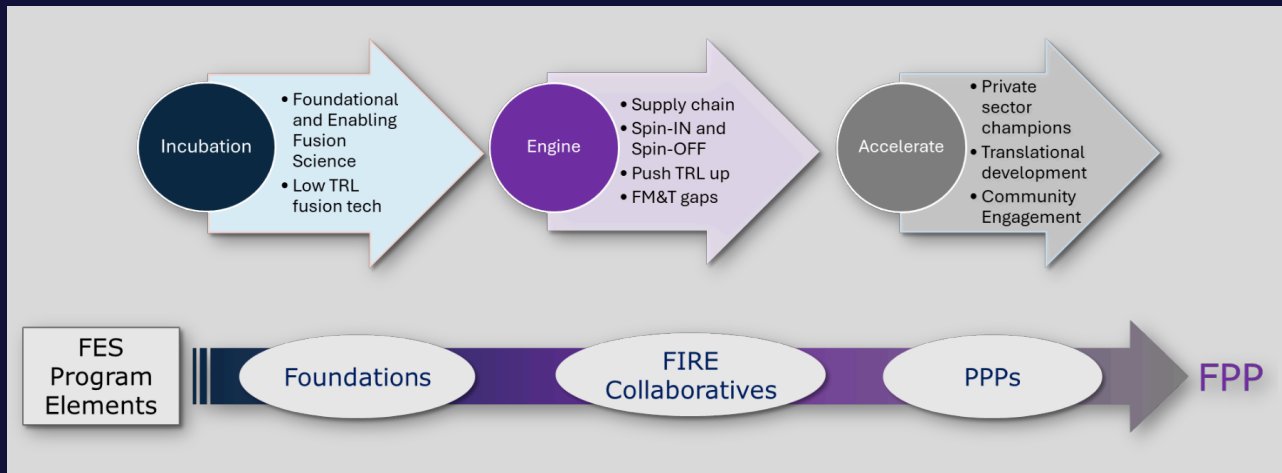 Incubation
• Foundational
and Enabling
Fusion
Science
• Low TRL
fusion tech
Engine
• Supply chain
• Spin-IN and
Spin-OFF
• Push TRL up
• FM&T gaps
Accelerate
• Private
sector
champions
• Translational
development
• Community
Engagement
FES
Program
Elements
Foundations
FIRE
Collaboratives
PPPs
FPP